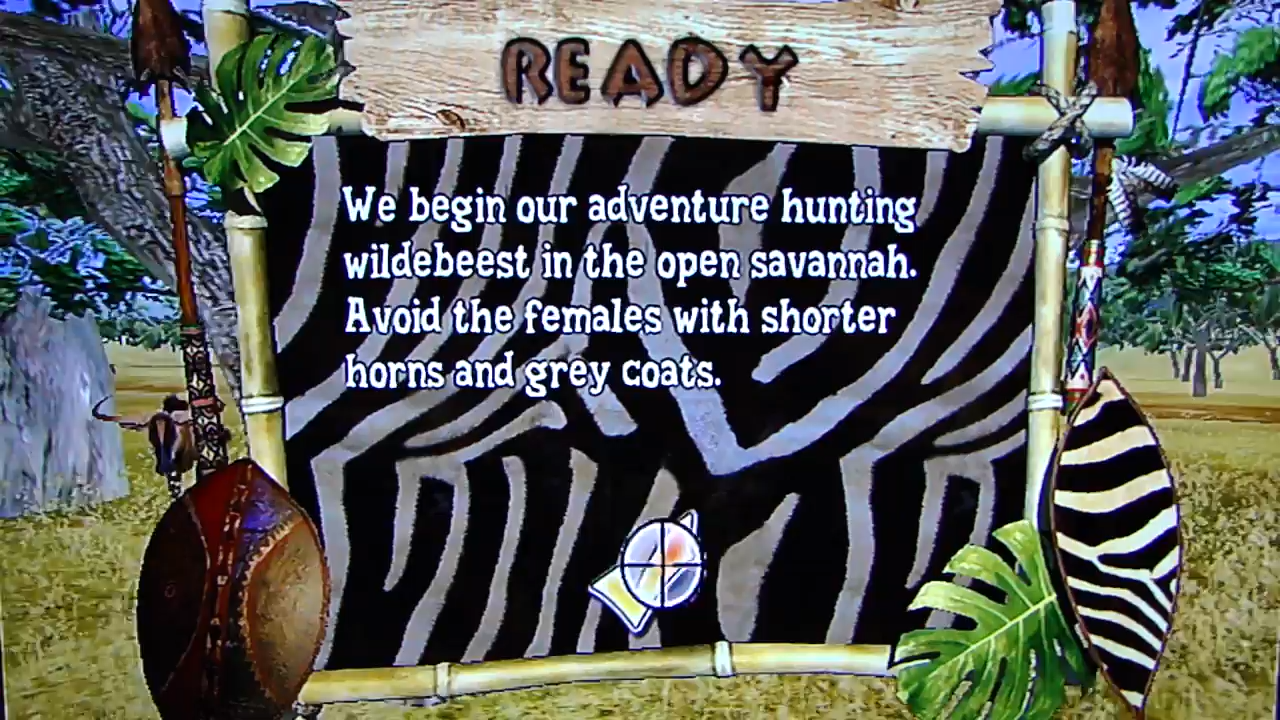 READY
We begin our adventure hunting
wildebeest in the open savannah.
Avoid the females with shorter
horns and grey coats.